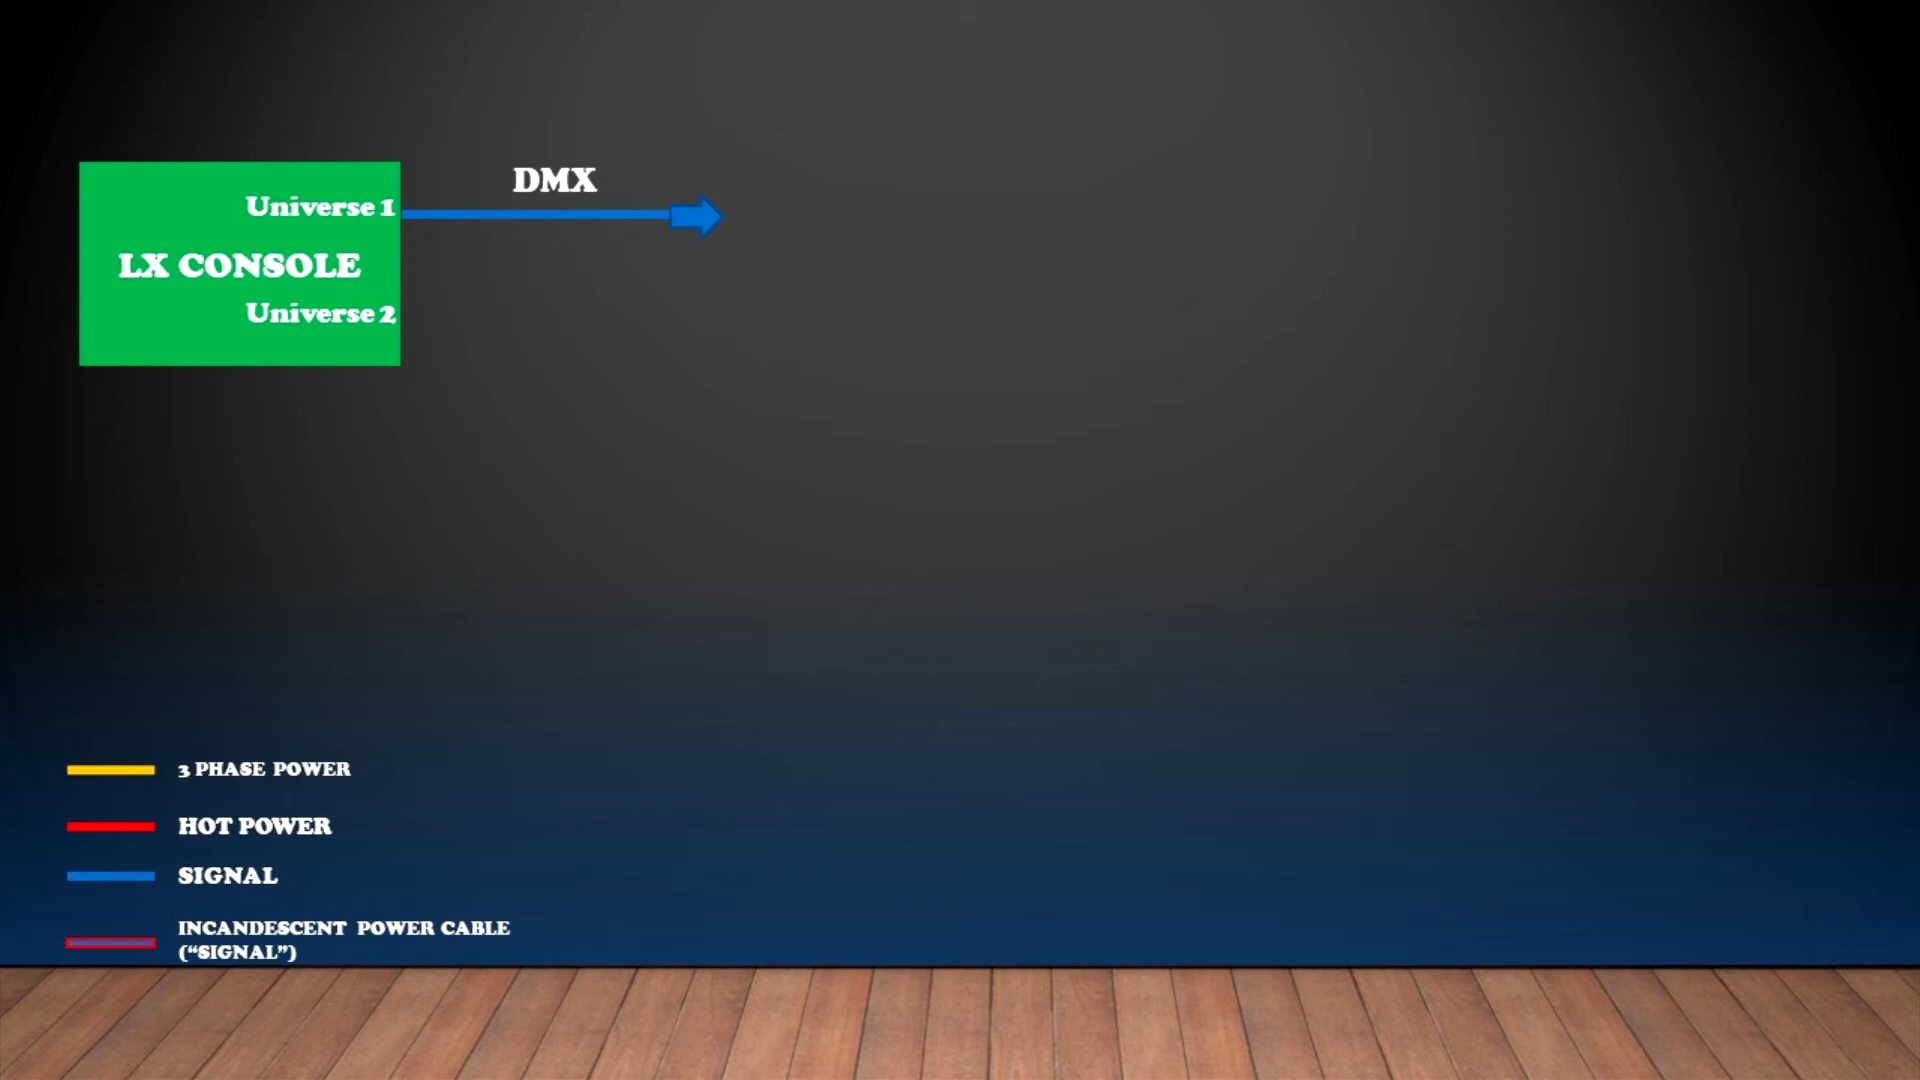 DMX
Universe 1
LX CONSOLE
Universe 2
3 PHASE POWER
HOT POWER
SIGNAL
INCANDESCENT POWER CABLE
(“SIGNAL”)